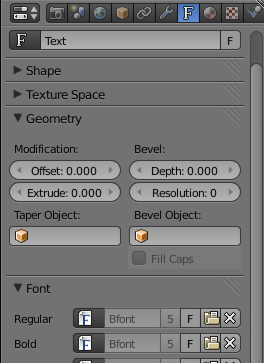 F Text F
Shape
Texture Space
Geometry
Modification: Bevel:
Offset: 0.000 Depth: 0.000
Extrude: 0.000 Resolution: 0
Taper Object: Bevel Object:
Fill Caps
Font
Regular F Bfont 5 F
Bold F Bfont 5 F